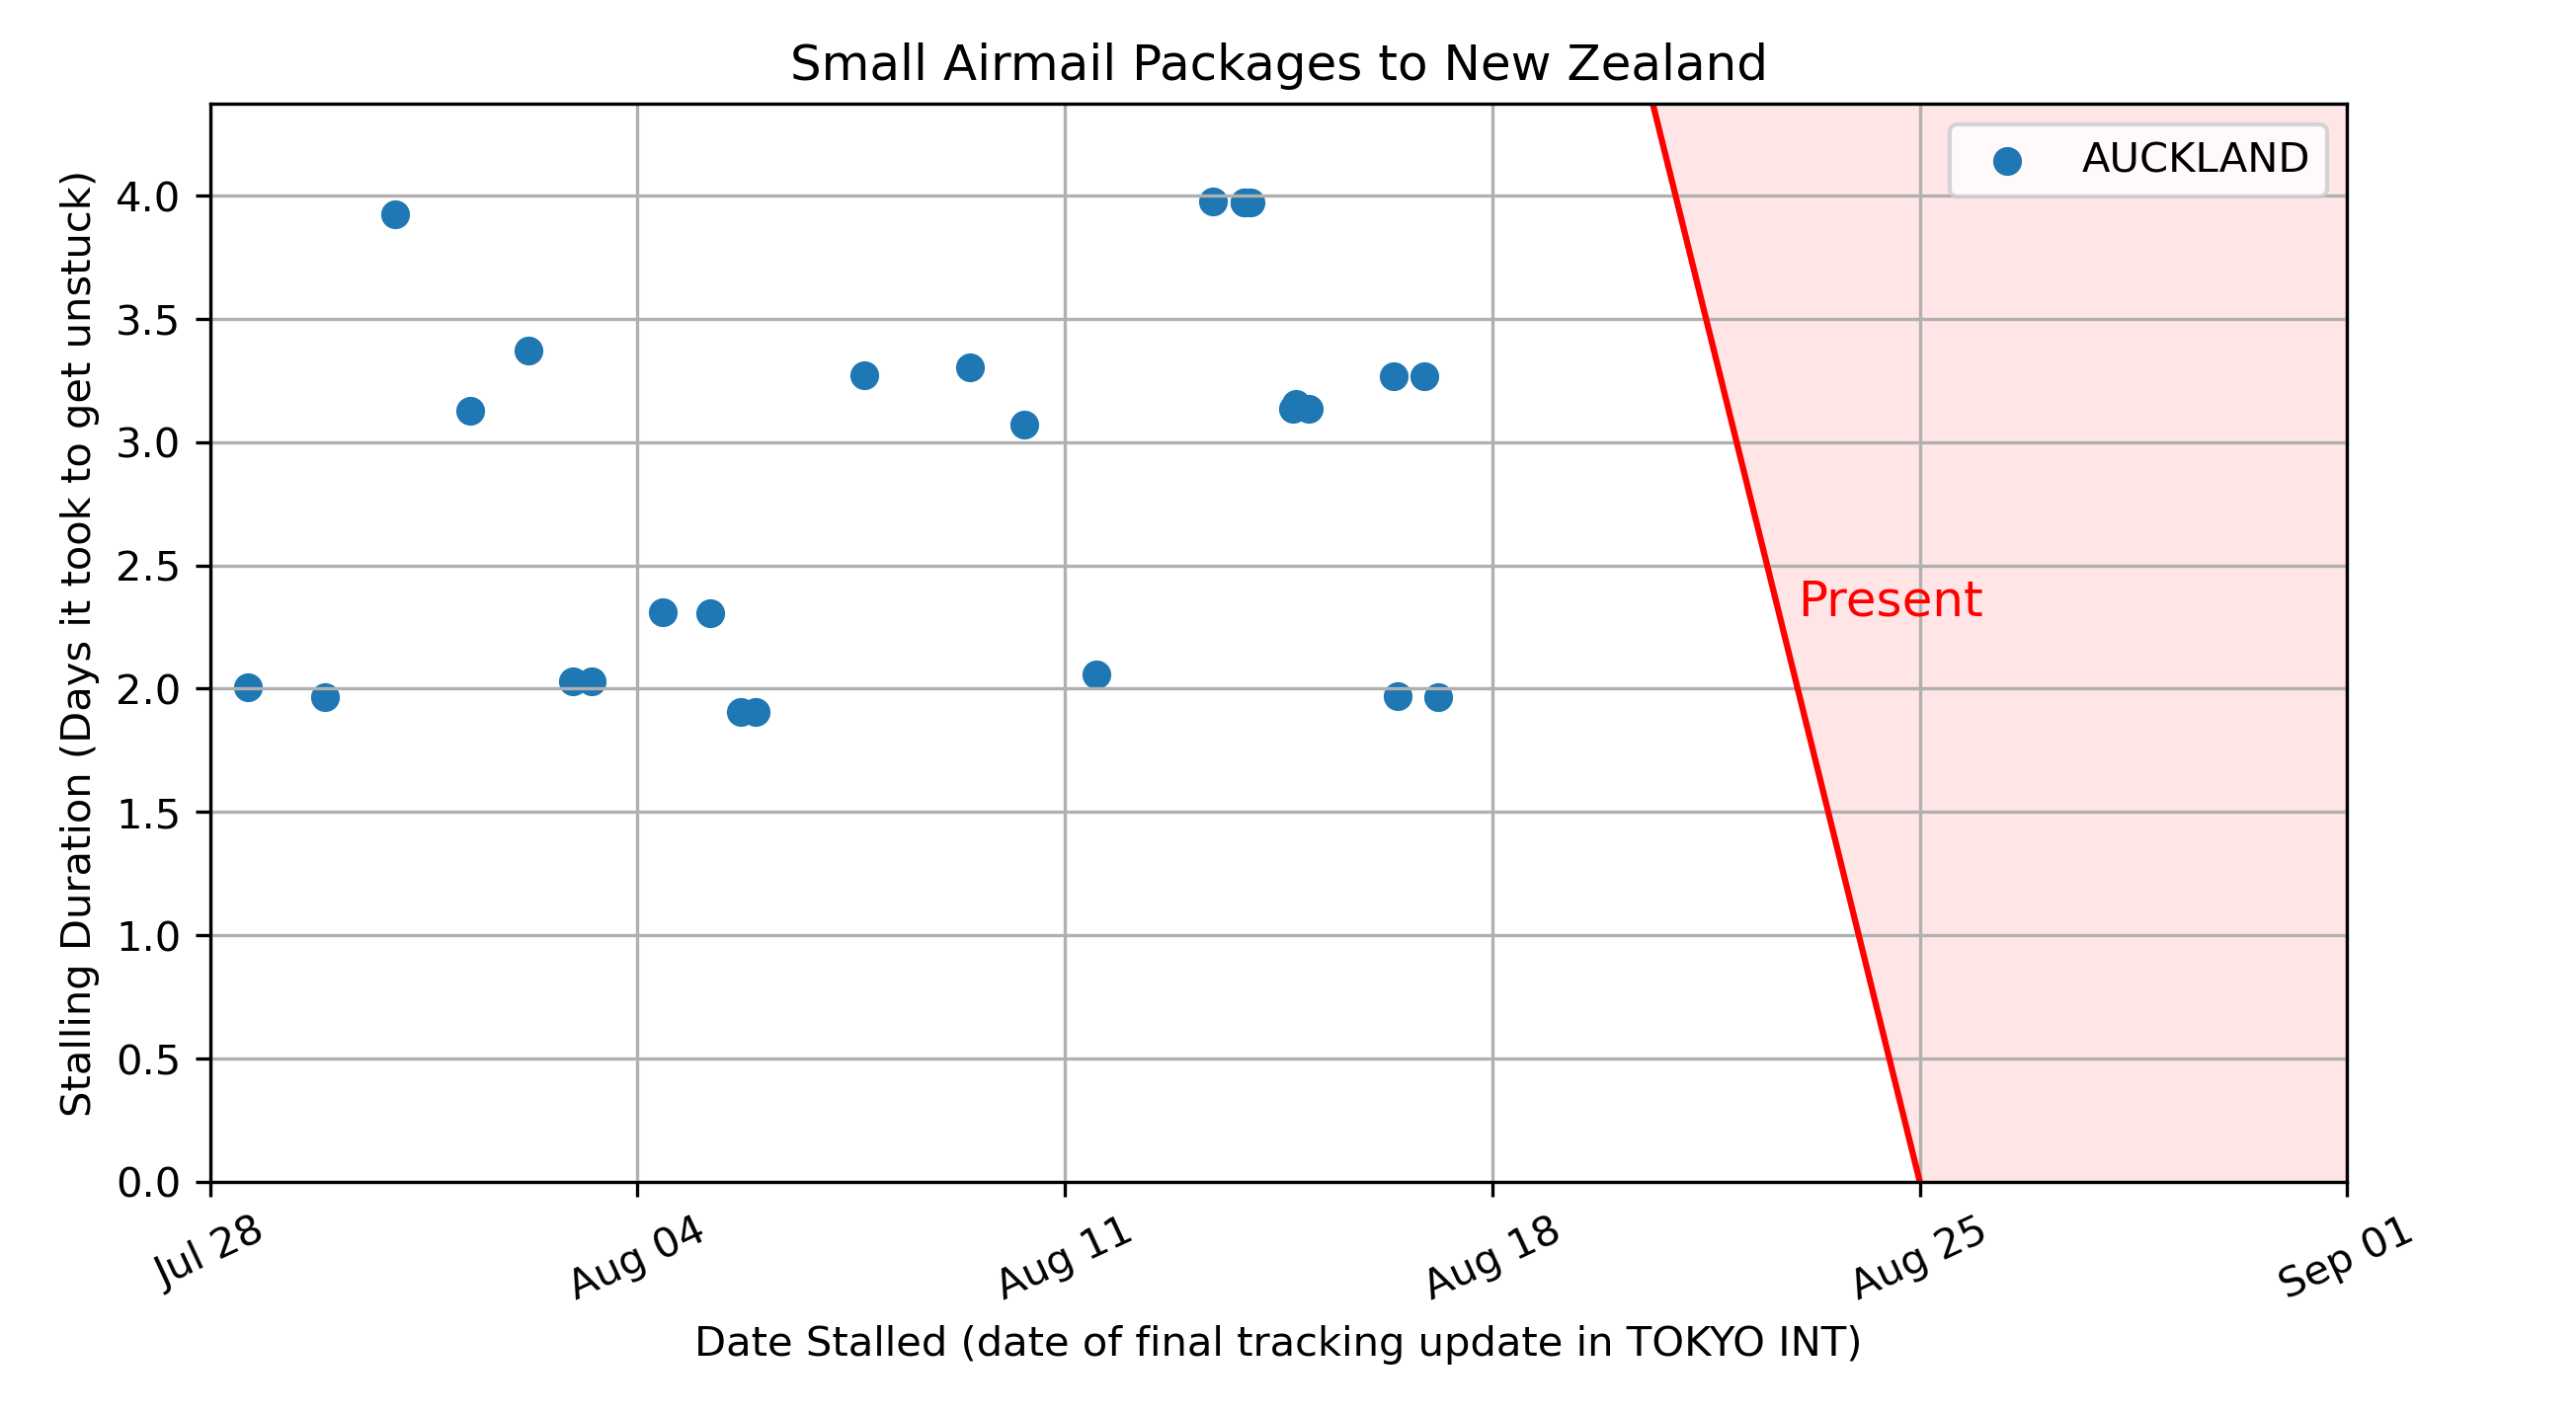 Small Airmail Packages to New Zealand
AUCKLAND
Stalling Duration (Days it took to get unstuck)
4.0
3.5
3.0
2.5
2.0
1.5
1.0
0.5
0.0
Present
Jul 28
Aug 04
Aug 11
Aug 18
Aug 25
Sep 01
Date Stalled (date of final tracking update in TOKYO INT)